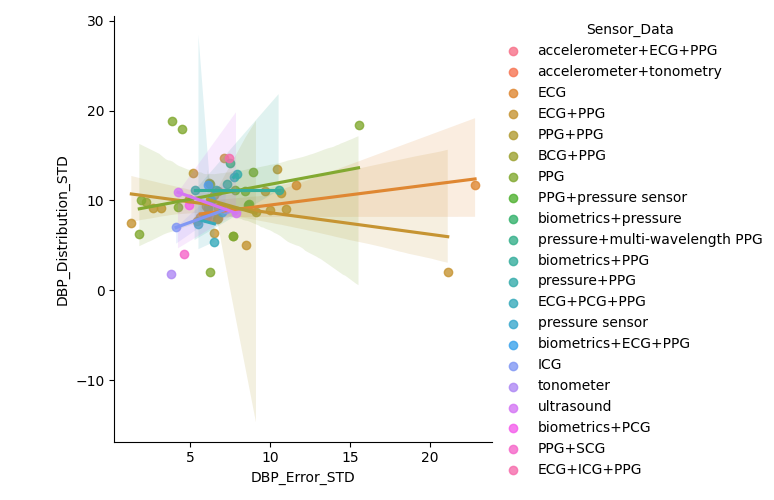 30
20
10
0
−10
5
10
15
20
DBP_Distribution_STD
DBP_Error_STD
Sensor_Data
accelerometer+ECG+PPG
accelerometer+tonometry
ECG
ECG+PPG
PPG+PPG
BCG+PPG
PPG
PPG+pressure sensor
biometrics+pressure
pressure+multi-wavelength PPG
biometrics+PPG
pressure+PPG
ECG+PCG+PPG
pressure sensor
biometrics+ECG+PPG
ICG
tonometer
ultrasound
biometrics+PCG
PPG+SCG
ECG+ICG+PPG